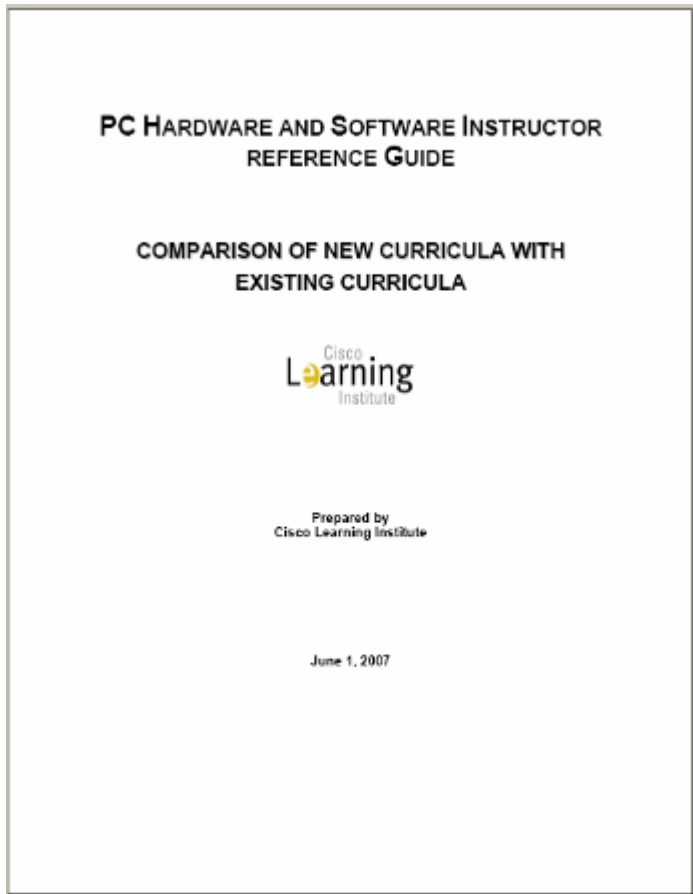 PC HARDWARE AND SOFTWARE INSTRUCTOR
REFERENCE GUIDE
COMPARISON OF NEW CURRICULA WITH
EXISTING CURRICULA
Cisco
Learning
Institute
Prepared by
Cisco Learning Institute
June 1, 2007